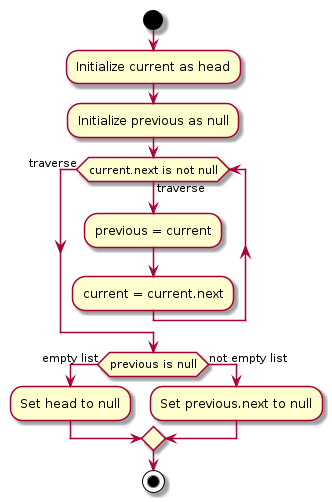 Initialize current as head
Initialize previous as null
traverse
current.next is not null
traverse
previous = current
current = current.next
empty list
previous is null
not empty list
Set head to null
Set previous.next to null